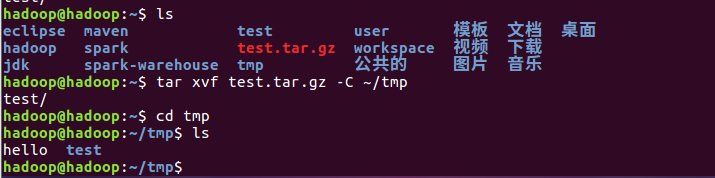 test/
hadoop@hadoop:~$ ls
eclipse maven test user 模板 文档 桌面
hadoop spark test.tar.gz workspace 视频 下载
jdk spark-warehouse tmp 公共的 图片 音乐
hadoop@hadoop:~$ tar xvf test.tar.gz -C ~/tmp
test/
hadoop@hadoop:~$ cd tmp
hadoop@hadoop:~/tmp$ ls
hello test
hadoop@hadoop:~/tmp$